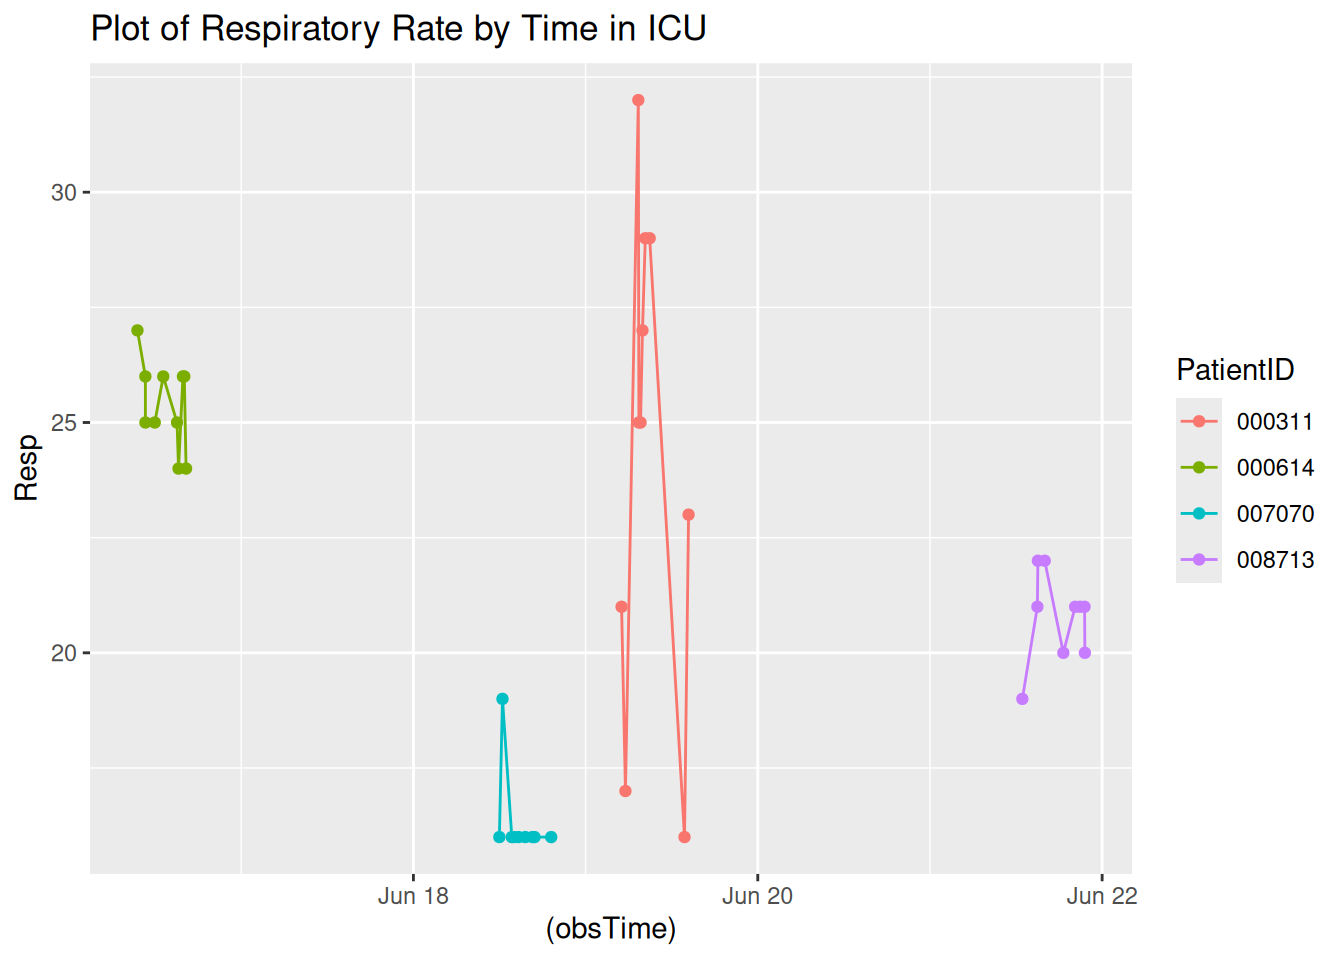 Plot of Respiratory Rate by Time in ICU
30
25
20
Resp
Jun 18
Jun 20
Jun 22
(obsTime)
PatientID
000311
000614
007070
008713